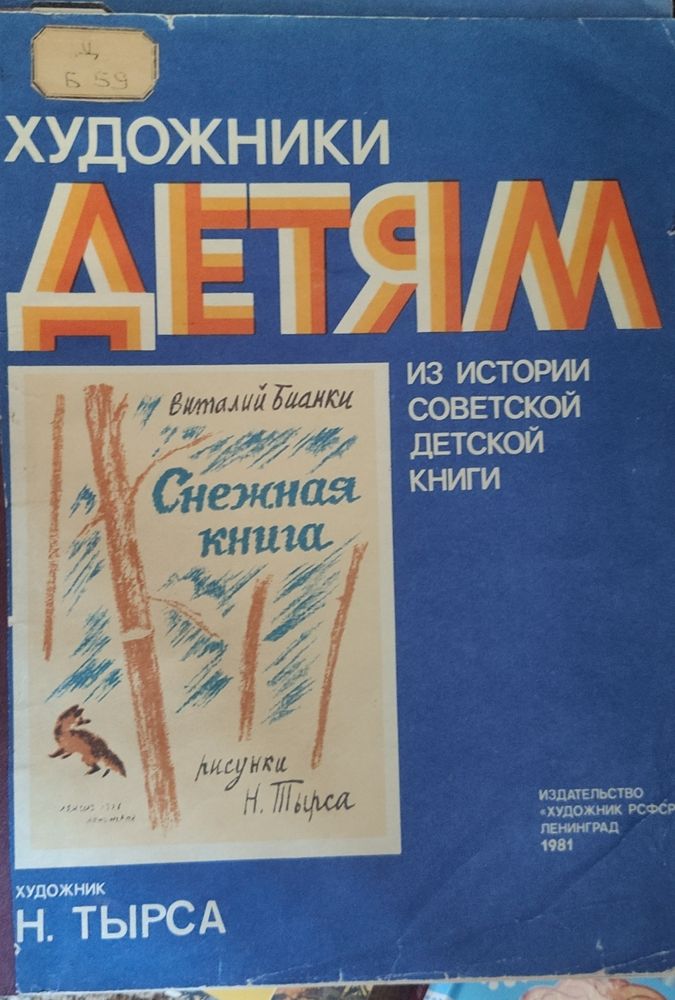 Ц
Б 59
ХУДОЖНИКИ
ДЕТЯМ
ИЗ ИСТОРИИ
СОВЕТСКОЙ
ДЕТСКОЙ
КНИГИ
Виталий Бианки
Снежная
книга
рисунки
Н. Тырса
ИЗДАТЕЛЬСТВО
«ХУДОЖНИК РСФСР
ЛЕНИНГРАД
1981
ХУДОЖНИК
Н. ТЫРСА